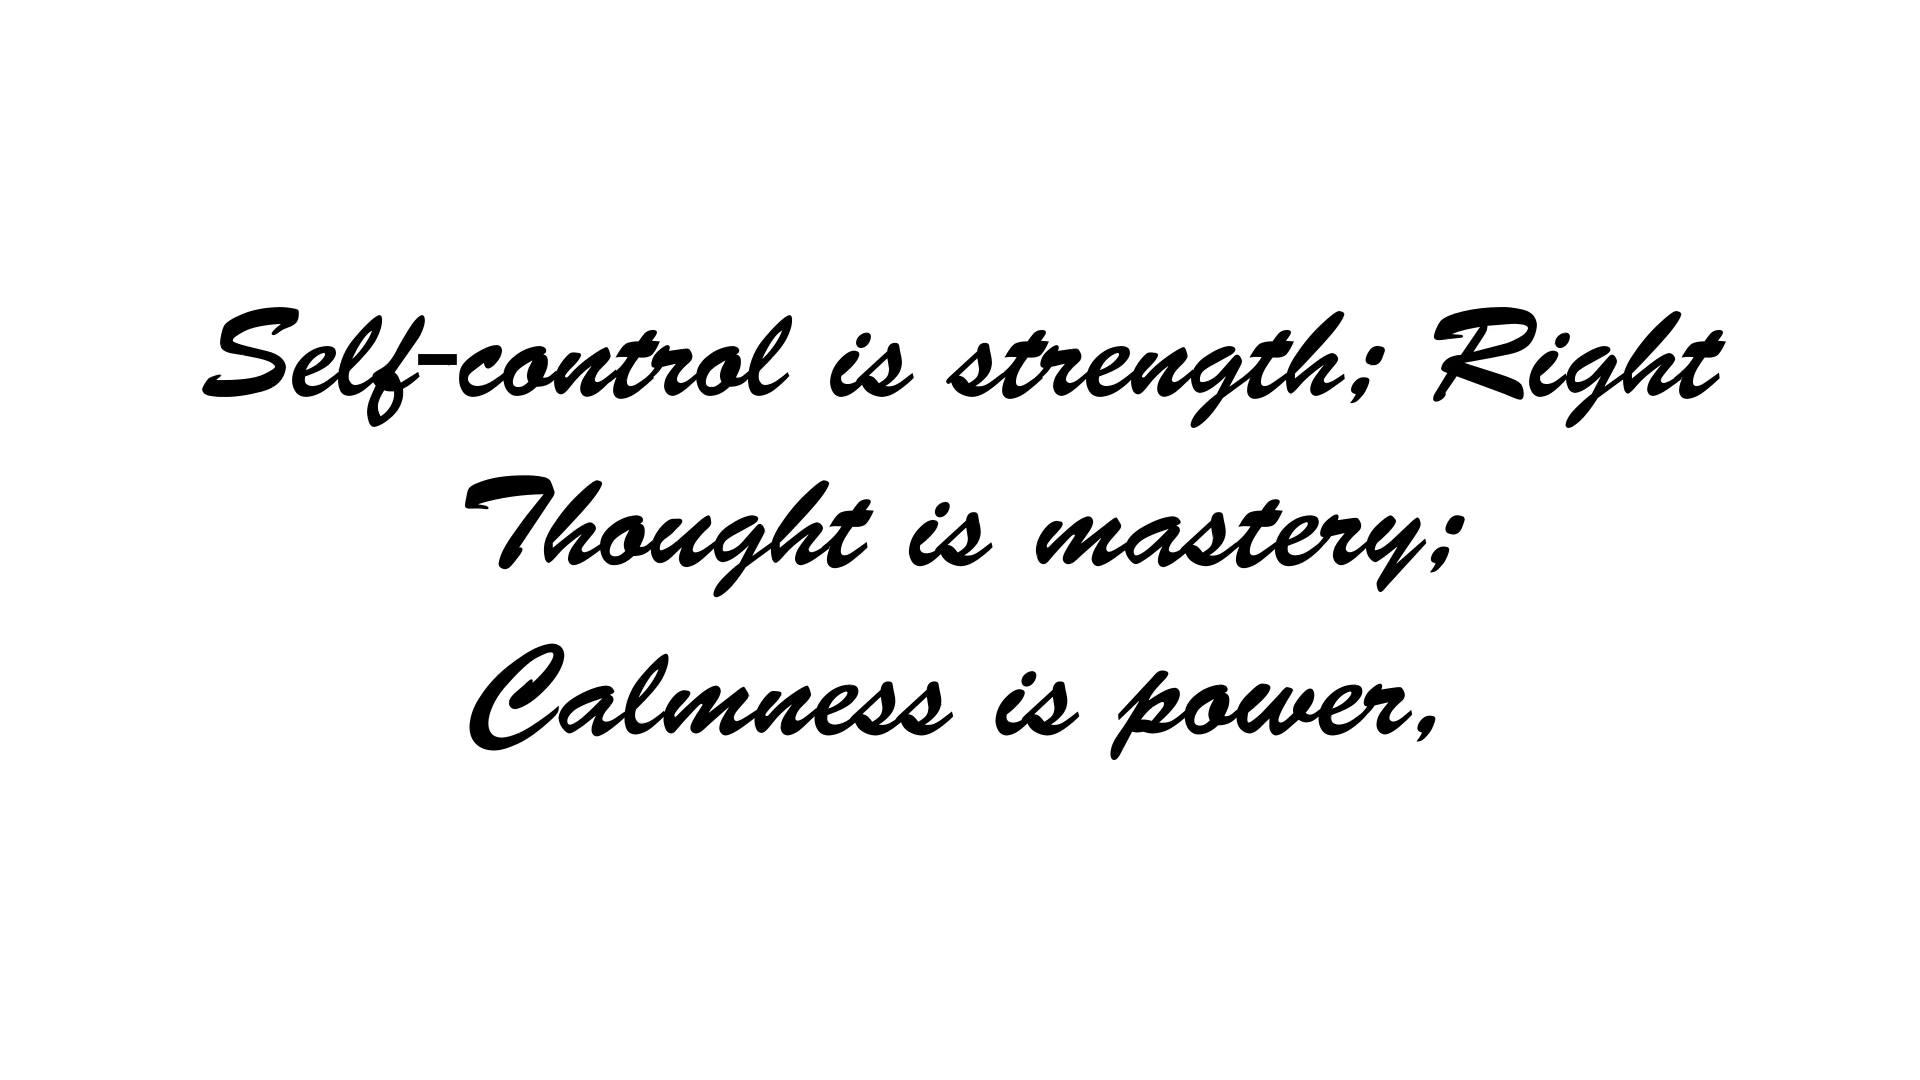 Self-control is strength; Right
Thought is mastery;
Calmness is power,